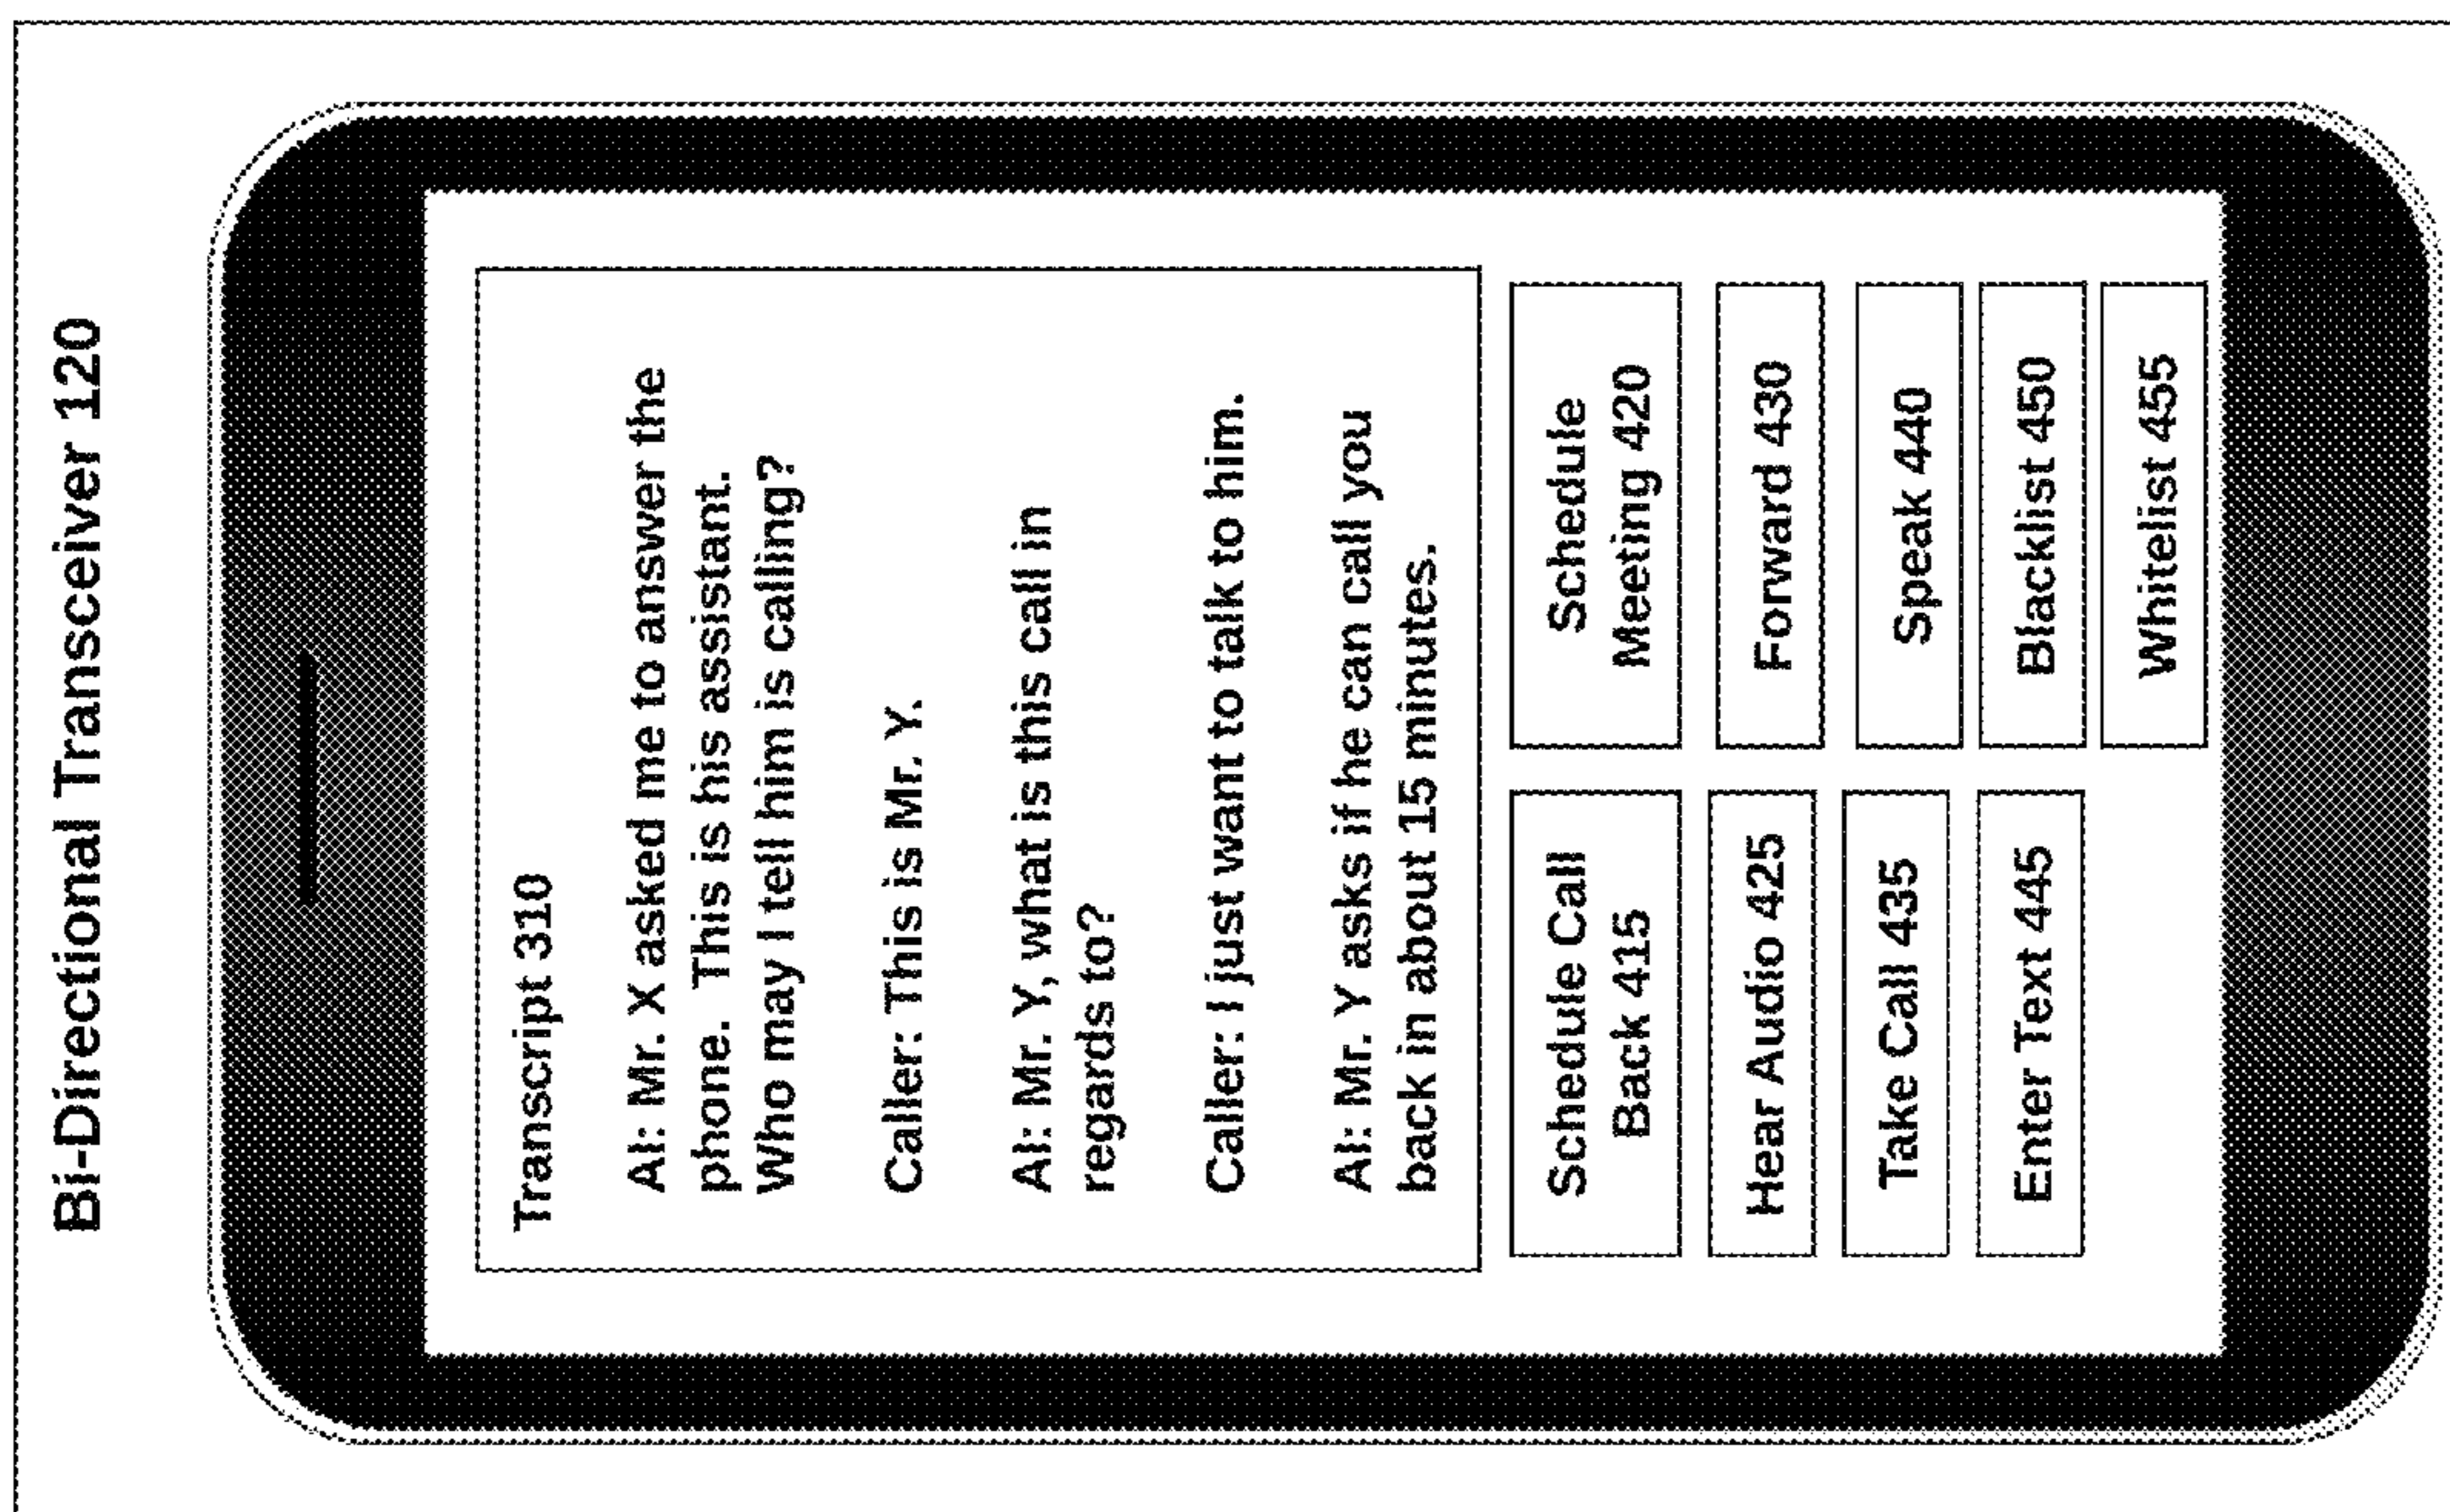 Bi-Directional Transceiver 120
Transcript 310
AI: Mr. X asked me to answer the
phone. This is his assistant.
Who may I tell him is calling?
Caller: This is Mr. Y.
AI: Mr. Y, what is this call in
regards to?
Caller: I just want to talk to him.
AI: Mr. Y asks if he can call you
back in about 15 minutes.
Schedule Call
Back 415
Schedule
Meeting 420
Hear Audio 425
Forward 430
Take Call 435
Speak 440
Enter Text 445
Blacklist 450
Whitelist 455